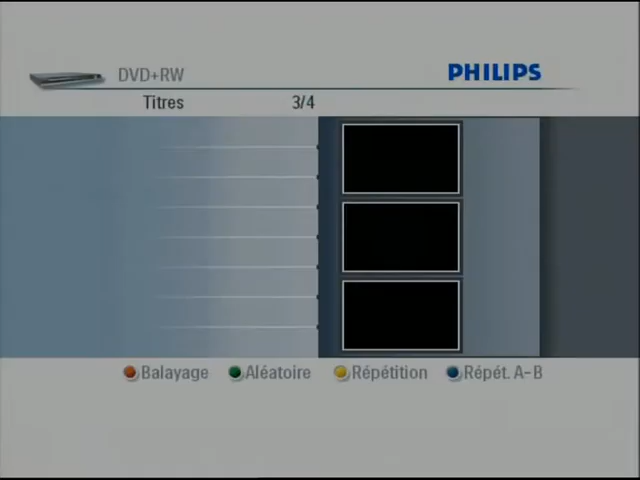 DVD+RW PHILIPS
Titres 3/4
Balayage Aléatoire Répétition Répét. A-B